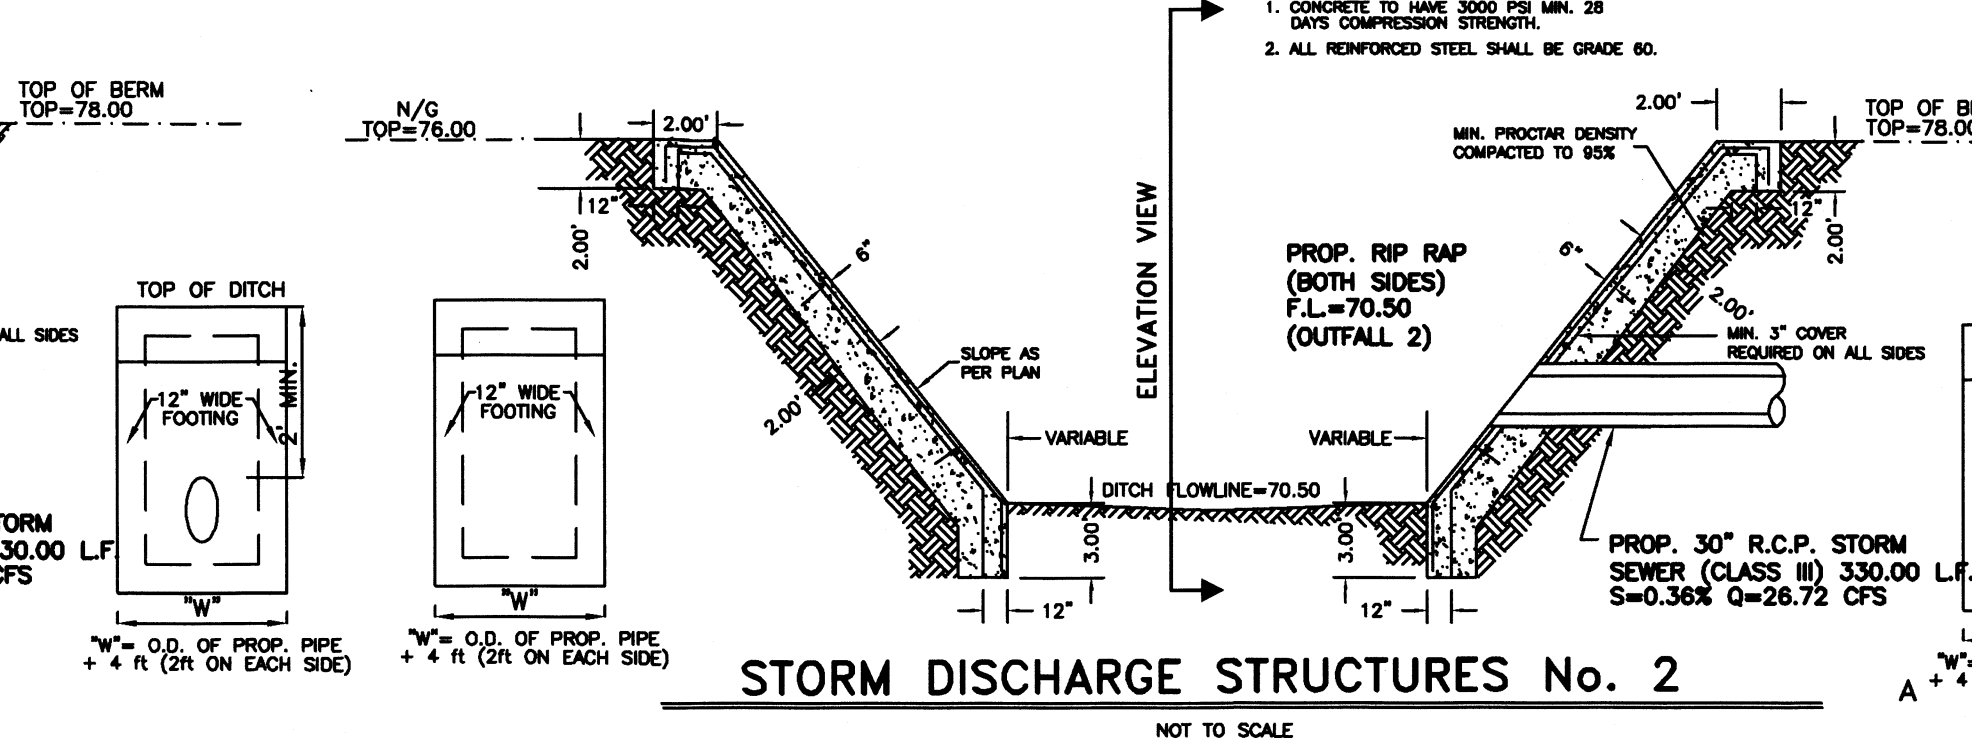 1. CONCRETE TO HAVE 3000 PSI MIN. 28
DAYS COMPRESSION STRENGTH.
2. ALL REINFORCED STEEL SHALL BE GRADE 60.
TOP OF BERM
TOP=78.00
N/G
TOP=76.00
2.00'
12"
2.00'
6"
2.00'
SLOPE AS
PER PLAN
VARIABLE
3.00'
12"
TOP OF DITCH
ALL SIDES
2' MIN.
12" WIDE
FOOTING
"W"
"W"= O.D. OF PROP. PIPE
+ 4 ft (2ft ON EACH SIDE)
12" WIDE
FOOTING
"W"
"W"= O.D. OF PROP. PIPE
+ 4 ft (2ft ON EACH SIDE)
TORM
30.00 L.F.
CFS
ELEVATION VIEW
DITCH FLOWLINE=70.50
PROP. RIP RAP
(BOTH SIDES)
F.L.=70.50
(OUTFALL 2)
MIN. PROCTAR DENSITY
COMPACTED TO 95%
2.00'
TOP OF B
TOP=78.00
12"
2.00'
6"
2.00'
MIN. 3" COVER
REQUIRED ON ALL SIDES
VARIABLE
3.00'
12"
PROP. 30" R.C.P. STORM
SEWER (CLASS III) 330.00 L.F.
S=0.36% Q=26.72 CFS
STORM DISCHARGE STRUCTURES No. 2
NOT TO SCALE
"W"=
+ 4
A